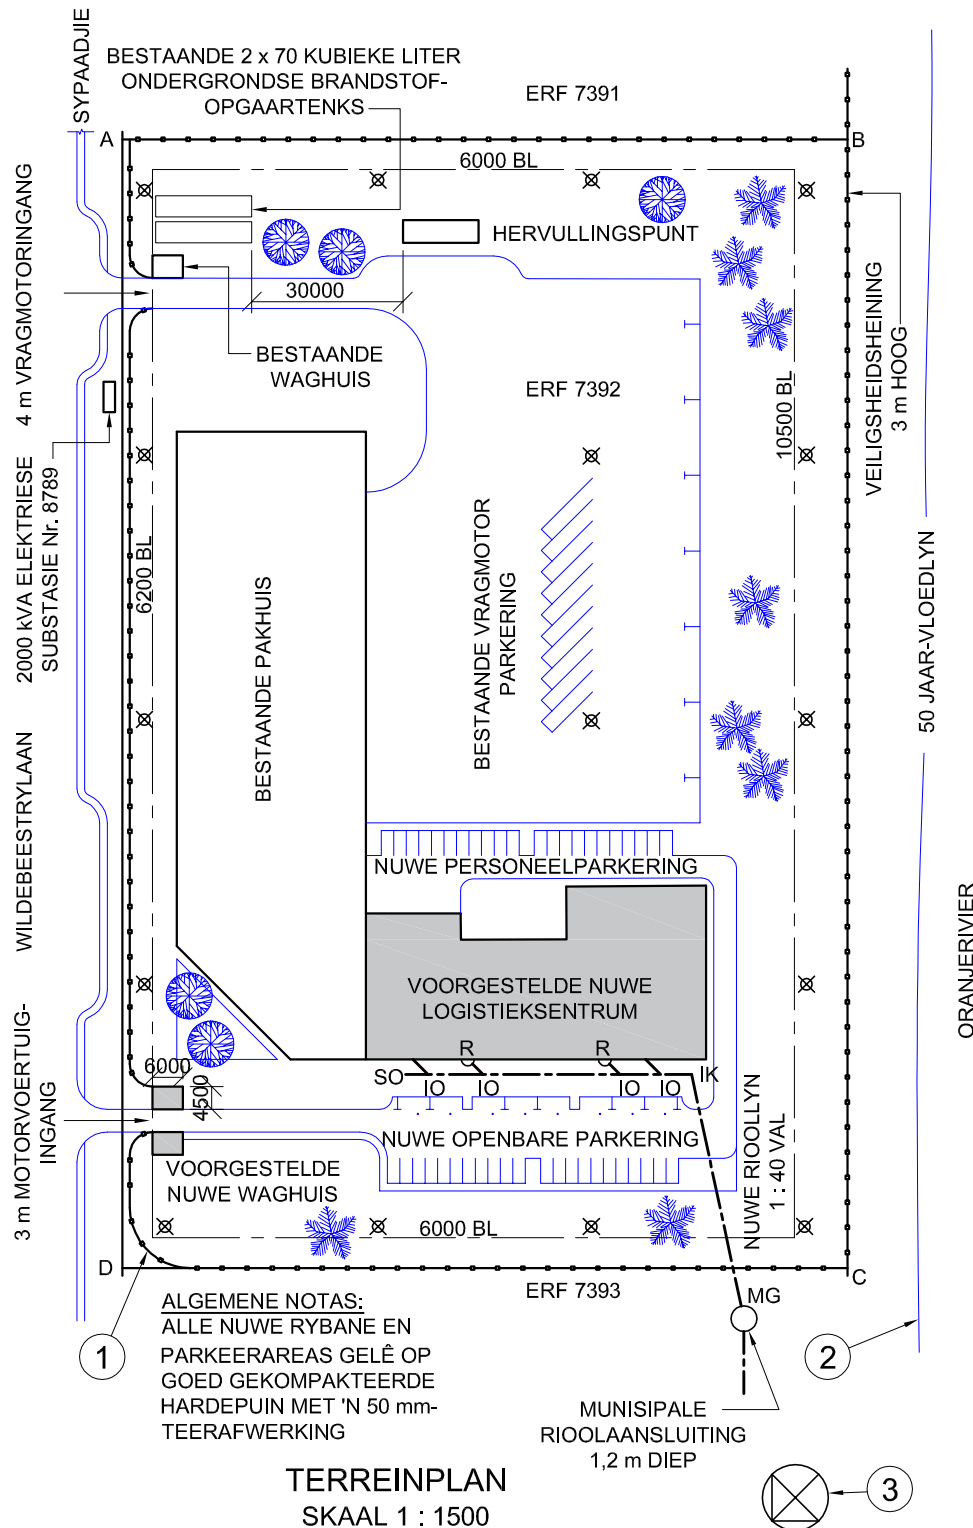 SYPAADJIE
BESTAANDE 2 x 70 KUBIEKE LITER
ONDERGRONDSE BRANDSTOF-
OPGAARTENKS
ERF 7391
A
B
6000 BL
HERVULLINGSPUNT
4 m VRAGMOTORINGANG
30000
BESTAANDE
WAGHUIS
ERF 7392
10500 BL
VEILIGSHEIDSHEINING
3 m HOOG
2000 KVA ELEKTRIESE
SUBSTASIE Nr. 8789
6200 BL
BESTAANDE PAKHUIS
BESTAANDE VRAGMOTOR
PARKERING
50 JAAR-VLOEDLYN
WILDEBEESTRYLAAN
NUWE PERSONEELPARKERING
ORANJERIVIER
VOORGESTELDE NUWE
LOGISTIEKSENTRUM
R
R
SO
IO
IO
IO
IO
IK
6000
4500
3 m MOTORVOERTUIG-
INGANG
NUWE OPENBARE PARKERING
VOORGESTELDE
NUWE WAGHUIS
NUWE RIOOLLYN
1 : 40 VAL
6000 BL
D
C
ERF 7393
MG
ALGEMENE NOTAS:
ALLE NUWE RYBANE EN
PARKEERAREAS GELÊ OP
GOED GEKOMPAKTEERDE
HARDEPUIN MET 'N 50 mm-
TEERAFWERKING
1
2
MUNISIPALE
RIOOLAANSLUITING
1,2 m DIEP
3
TERREINPLAN
SKAAL 1 : 1500